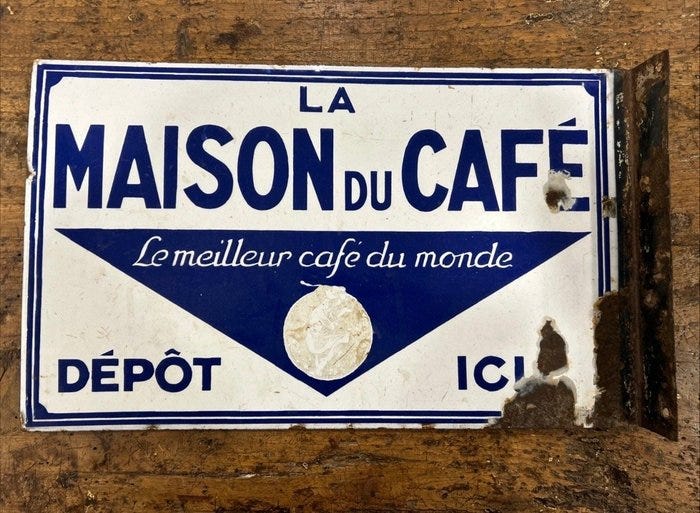 LA
MAISON DU CAFÉ
Le meilleur café du monde
DÉPÔT ICI